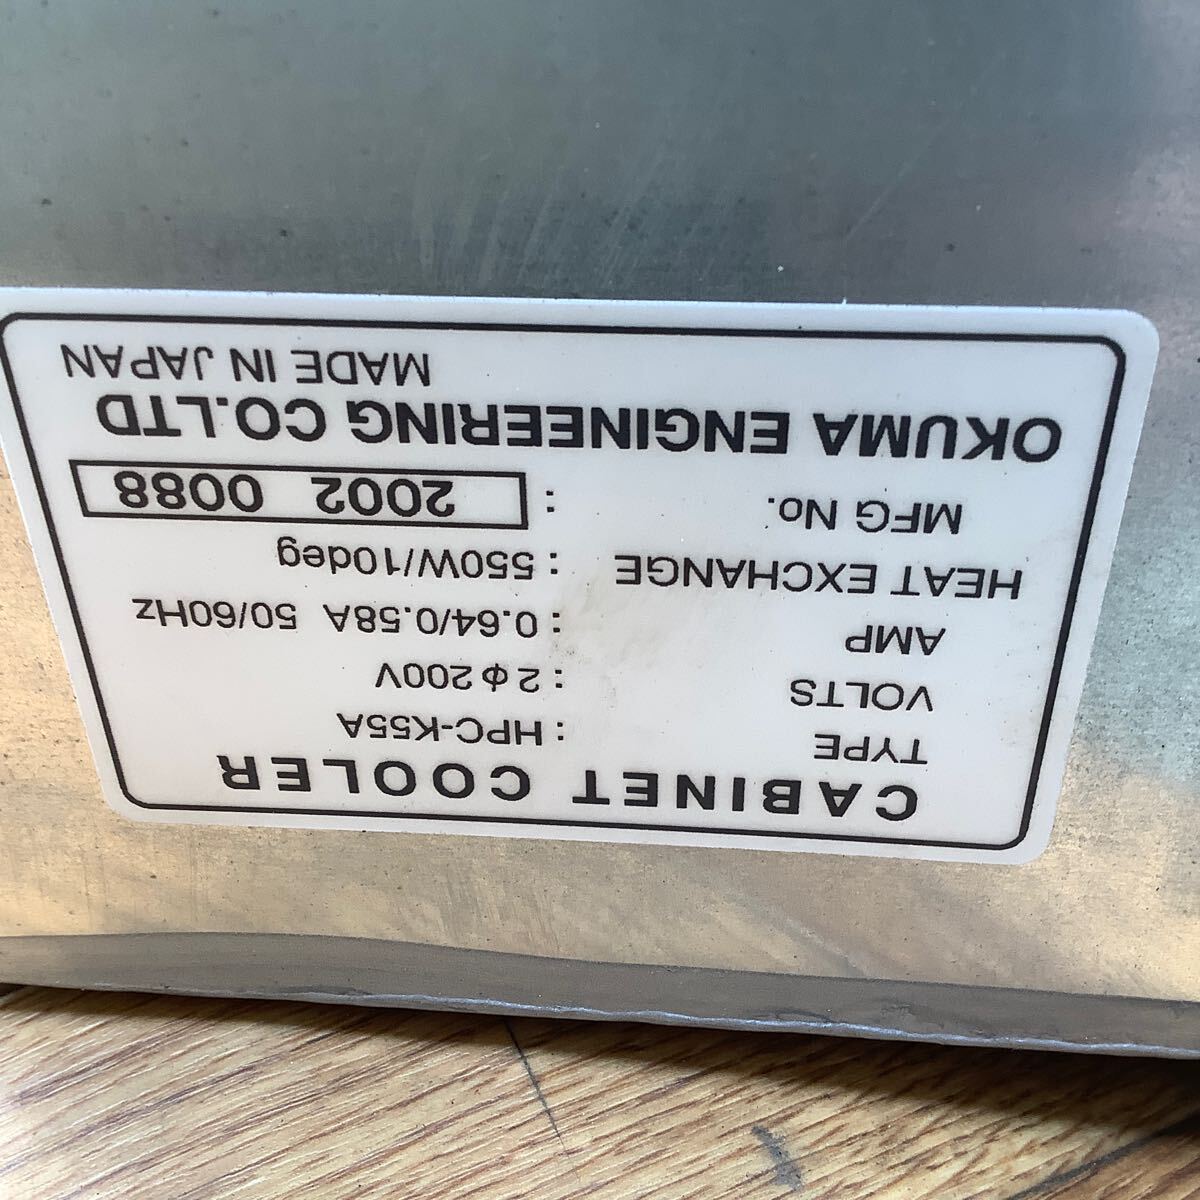 CABINET COOLER
TYPE : HPC-K55A
VOLTS : 2φ200V
AMP : 0.64/0.58A 50/60Hz
HEAT EXCHANGE : 550W/10deg
MFG No. : 2002 0088
OKUMA ENGINEERING CO.LTD
MADE IN JAPAN